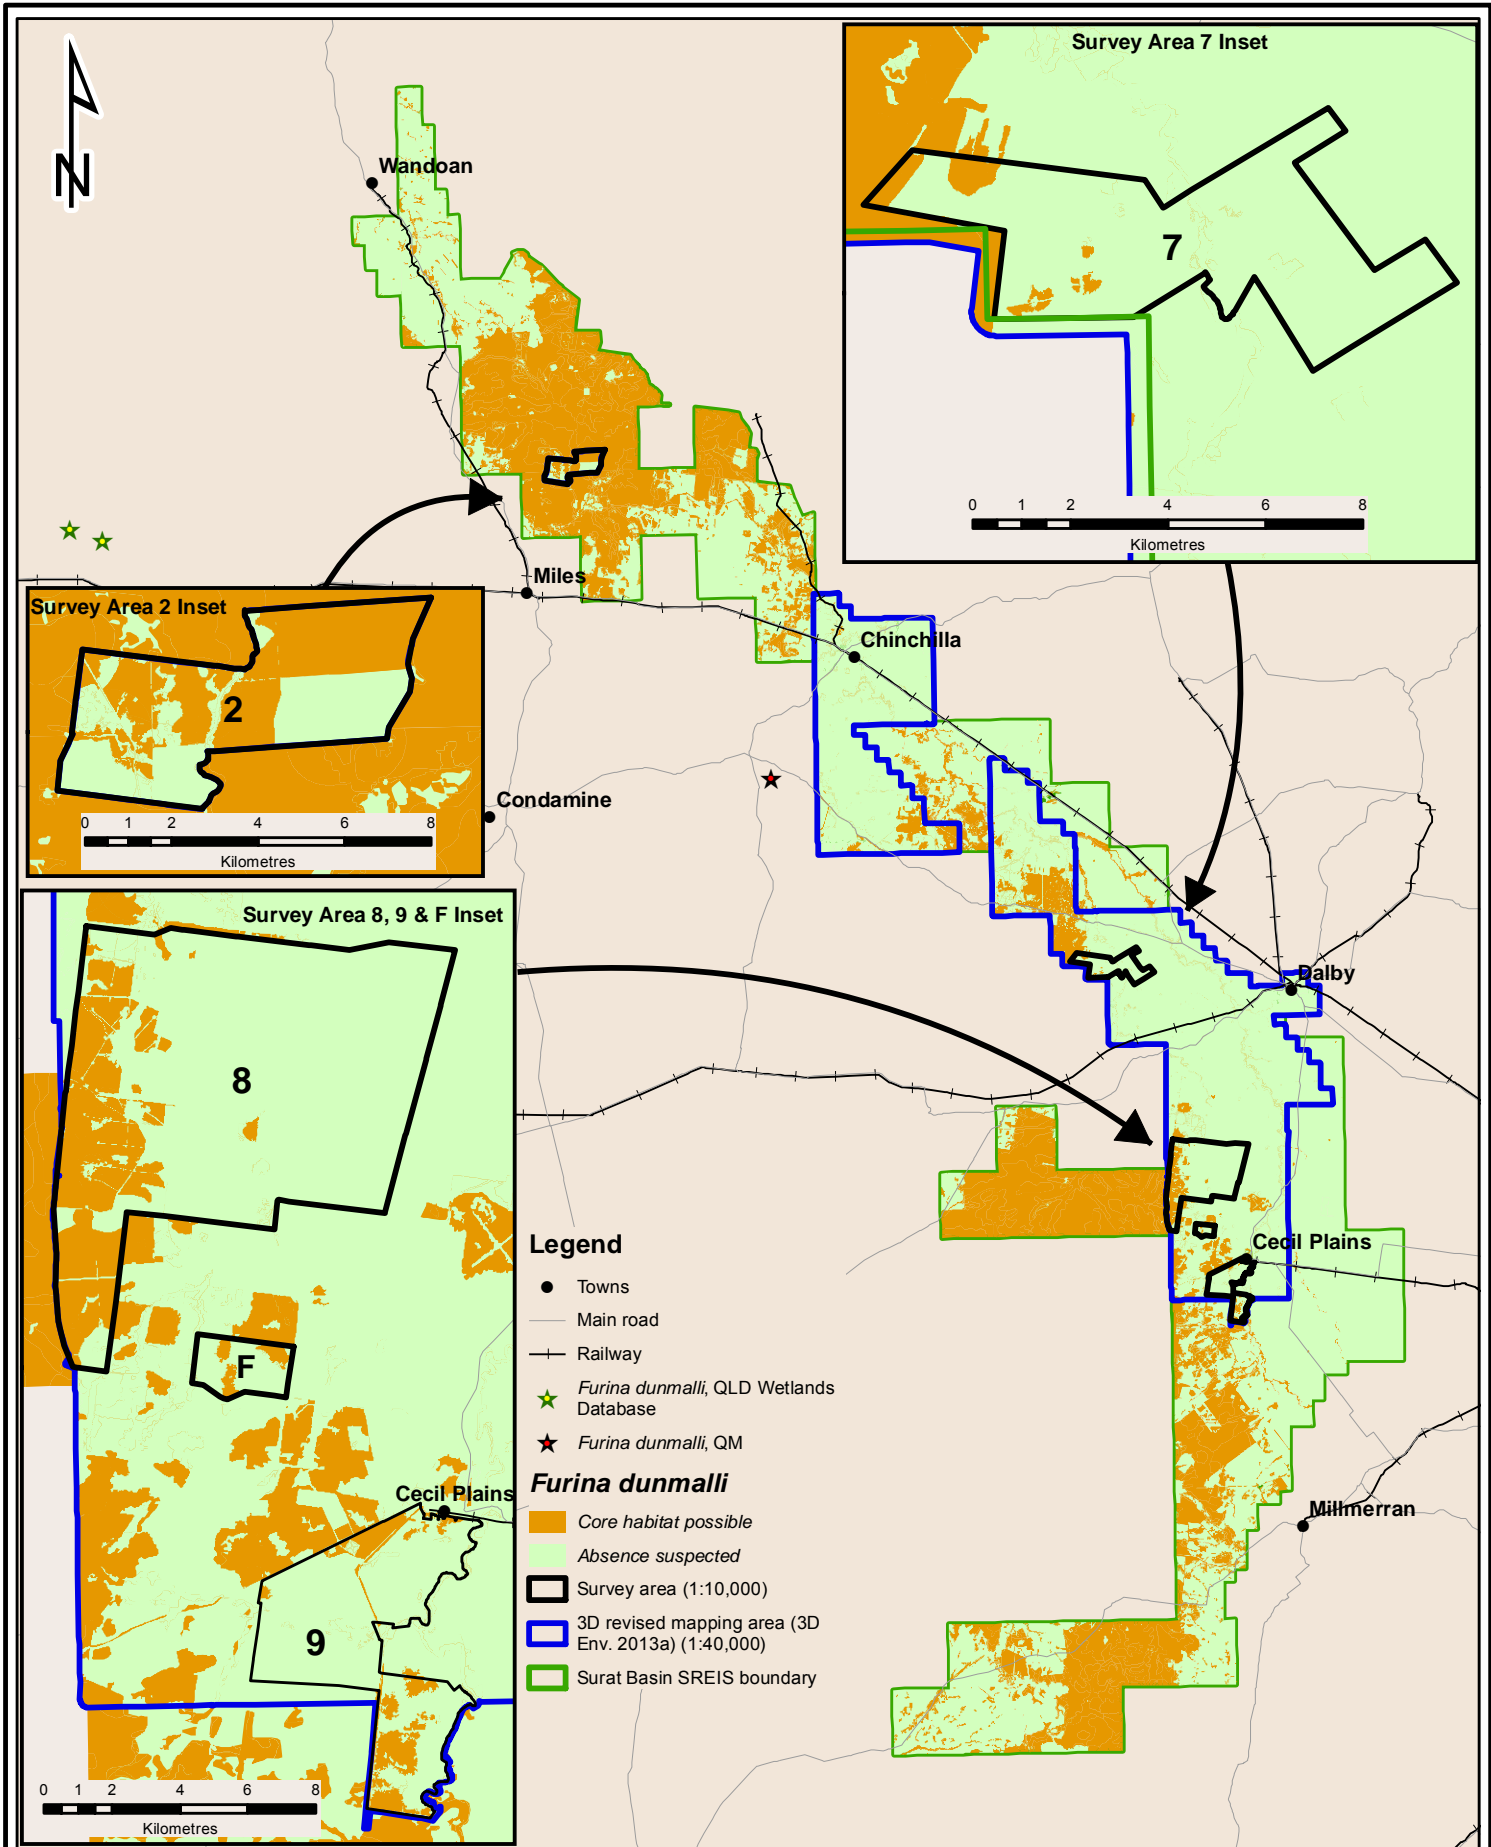 Survey Area 7 Inset
N
Wandoan
7
0 1 2 4 6 8
Kilometres
Miles
Survey Area 2 Inset
2
0 1 2 4 6 8
Kilometres
Chinchilla
Condamine
Survey Area 8, 9 & F Inset
8
F
Cecil Plains
9
0 1 2 4 6 8
Kilometres
Dalby
Cecil Plains
Millmerran
Legend
Towns
Main road
Railway
Furina dunmalli, QLD Wetlands
Database
Furina dunmalli, QM
Furina dunmalli
Core habitat possible
Absence suspected
Survey area (1:10,000)
3D revised mapping area (3D
Env. 2013a) (1:40,000)
Surat Basin SREIS boundary